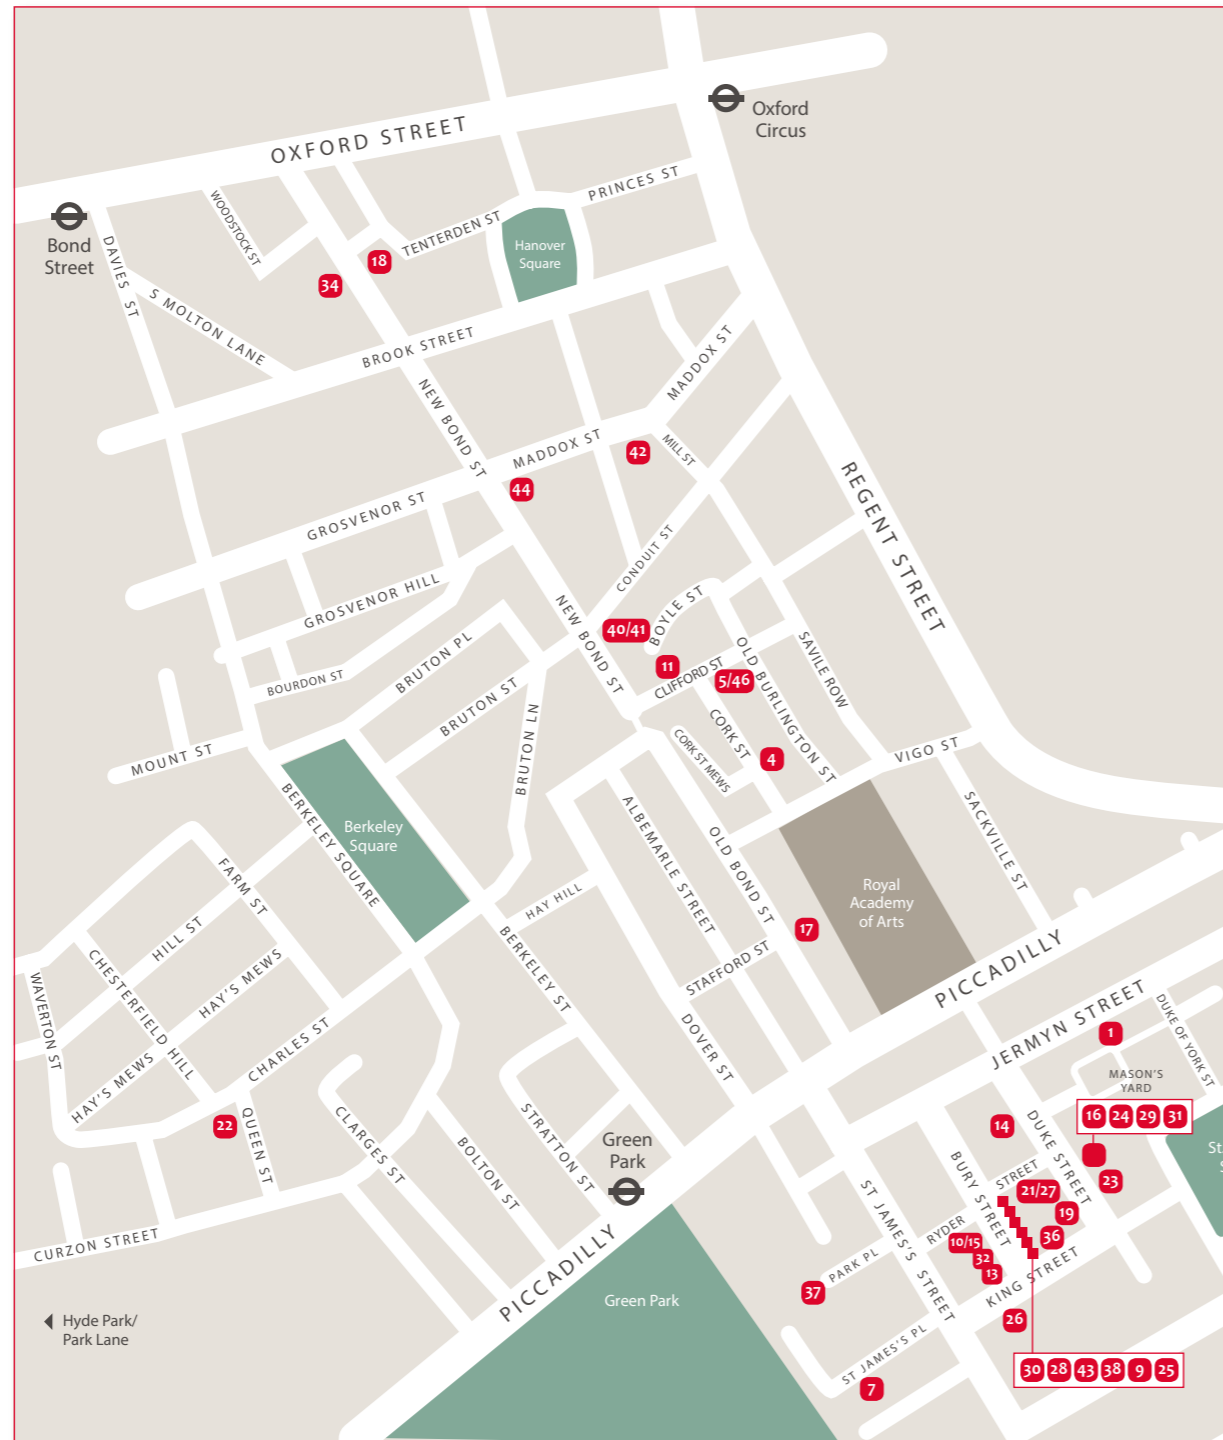 Oxford
Circus
OXFORD STREET
PRINCES ST
WOODSTOCK ST
Bond
Street
TENTERDEN ST
Hanover
Square
DAVIES ST
18
34
S MOLTON LANE
BROOK STREET
MADDOX ST
NEW BOND ST
MADDOX ST
MILL ST
42
44
REGENT STREET
GROSVENOR ST
CONDUIT ST
GROSVENOR HILL
NEW BOND ST
BOYLE ST
40/41
11
CLIFFORD ST
5/46
OLD BURLINGTON ST
SAVILE ROW
BRUTON PL
BOURDON ST
BRUTON ST
BRUTON LN
CORK ST
CORK ST MEWS
4
VIGO ST
MOUNT ST
BERKELEY SQUARE
Berkeley
Square
ALBEMARLE STREET
OLD BOND ST
SACKVILLE ST
FARM ST
Royal
Academy
of Arts
HAY HILL
17
HILL ST
CHESTERFIELD HILL
HAY'S MEWS
BERKELEY ST
STAFFORD ST
PICCADILLY
WAVERTON ST
JERMYN STREET
DUKE OF YORK ST
1
CHARLES ST
HAY'S MEWS
DOVER ST
MASON'S
YARD
16 24 29 31
22
QUEEN ST
CLARGES ST
BOLTON ST
STRATTON ST
Green
Park
14
DUKE STREET
BURY STREET
RYDER STREET
23
21/27
19
36
10/15
32
13
ST JAMES'S STREET
KING STREET
CURZON STREET
PICCADILLY
PARK PL
37
26
Green Park
Hyde Park/
Park Lane
ST JAMES'S PL
7
30 28 43 38 9 25
St